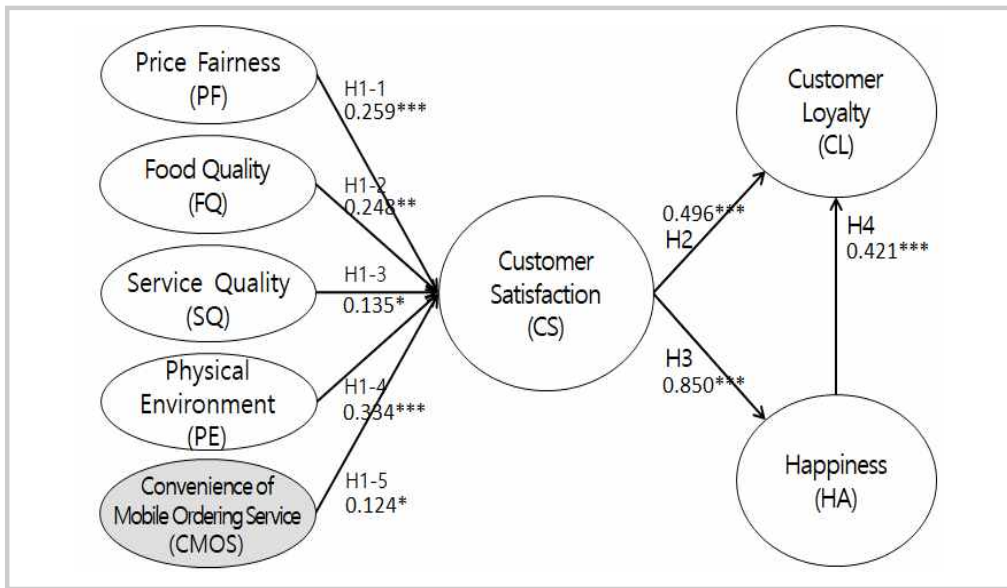 Price Fairness
(PF)
H1-1
0.259***
Food Quality
(FQ)
H1-2
0.248**
Service Quality
(SQ)
H1-3
0.135*
Physical
Environment
(PE)
H1-4
0.334***
Convenience of
Mobile Ordering Service
(CMOS)
H1-5
0.124*
Customer
Satisfaction
(CS)
0.496***
H2
H3
0.850***
Customer
Loyalty
(CL)
H4
0.421***
Happiness
(HA)